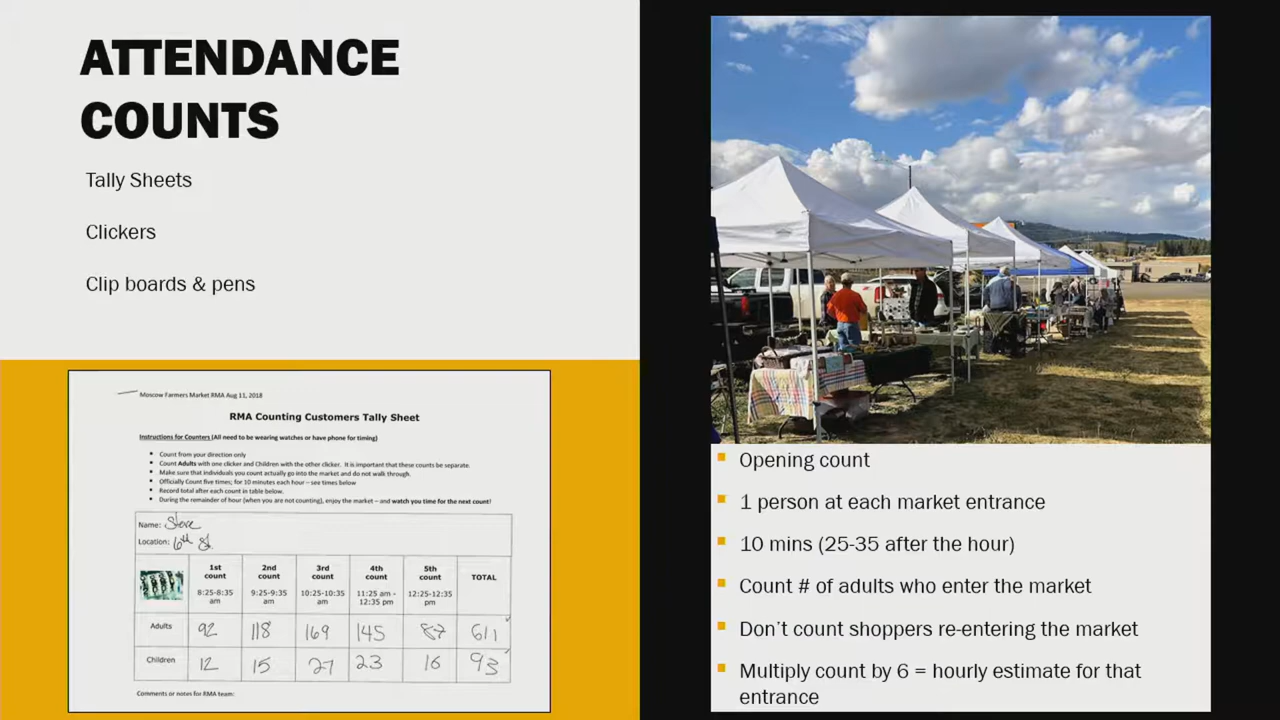 ATTENDANCE
COUNTS
Tally Sheets
Clickers
Clip boards & pens
Moscow Farmers Market RMA Aug 11, 2018
RMA Counting Customers Tally Sheet
Instructions for Counters (All need to be wearing watches or have phone for timing)
Count from your direction only
Count Adults with one clicker and Children with the other clicker. It is important that these counts be separate.
Make sure that individuals you count actually go into the market and do not walk through.
Officially Count five times; for 10 minutes each hour – see times below
Record total after each count in table below.
During the remainder of hour (when you are not counting), enjoy the market – and watch you time for the next count!
Name: Steve
Location: 6th St.
1st count 2nd count 3rd count 4th count 5th count TOTAL
8:25-8:35 am 9:25-9:35 am 10:25-10:35 am 11:25 am - 12:35 pm 12:25-12:35 pm
Adults 92 118 169 145 87 611
Children 12 15 27 23 16 93
Comments or notes for RMA team:
Opening count
1 person at each market entrance
10 mins (25-35 after the hour)
Count # of adults who enter the market
Don't count shoppers re-entering the market
Multiply count by 6 = hourly estimate for that
entrance